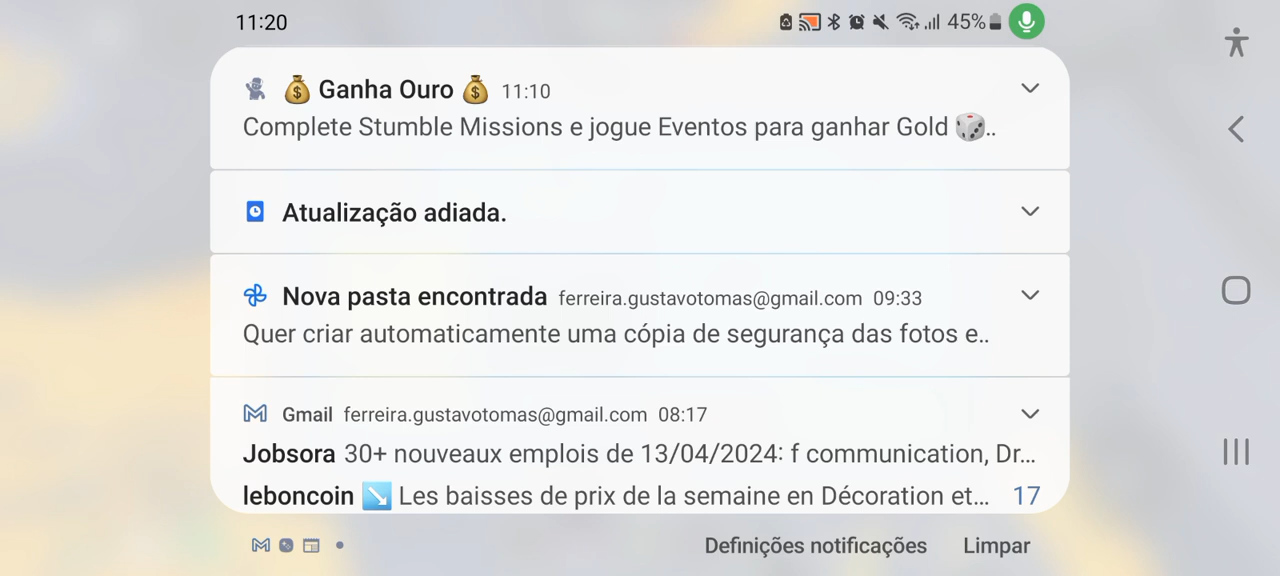 11:20
45%
💰 Ganha Ouro 💰 11:10
Complete Stumble Missions e jogue Eventos para ganhar Gold 🎲..
Atualização adiada.
Nova pasta encontrada ferreira.gustavotomas@gmail.com 09:33
Quer criar automaticamente uma cópia de segurança das fotos e..
Gmail ferreira.gustavotomas@gmail.com 08:17
Jobsora 30+ nouveaux emplois de 13/04/2024: f communication, Dr...
leboncoin ↘️ Les baisses de prix de la semaine en Décoration et... 17
Definições notificações Limpar